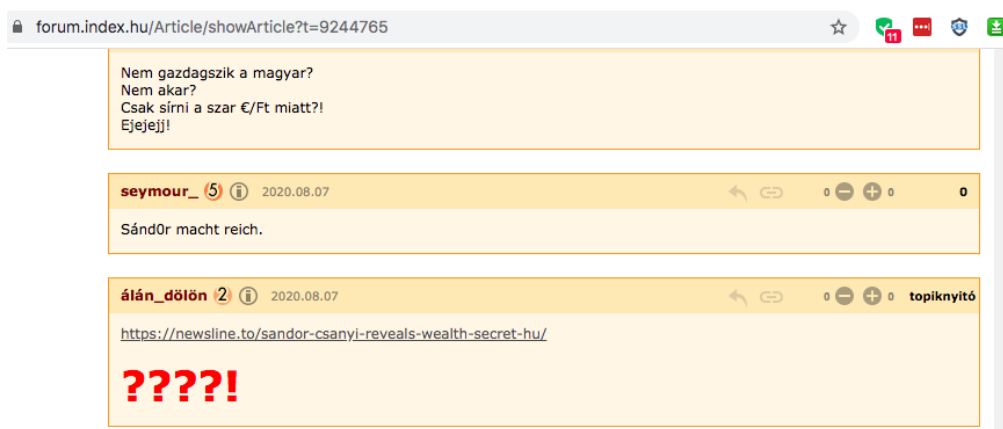 forum.index.hu/Article/showArticle?t=9244765
11
Nem gazdagszik a magyar?
Nem akar?
Csak sírni a szar €/Ft miatt?!
Ejejejj!
seymour_ 5 i 2020.08.07 0 0 0
Sánd0r macht reich.
álán_dölön 2 i 2020.08.07 0 0 topiknyitó
https://newsline.to/sandor-csanyi-reveals-wealth-secret-hu/
????!